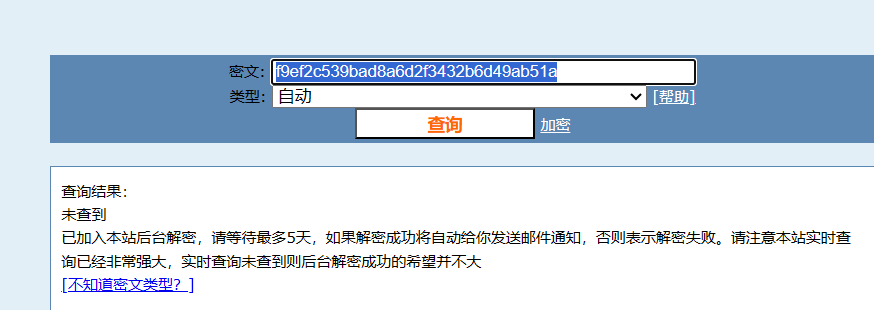 密文： f9ef2c539bad8a6d2f3432b6d49ab51a
类型： 自动 [帮助]
查询 加密
查询结果：
未查到
已加入本站后台解密，请等待最多5天，如果解密成功将自动给你发送邮件通知，否则表示解密失败。请注意本站实时查
询已经非常强大，实时查询未查到则后台解密成功的希望并不大
[不知道密文类型？]